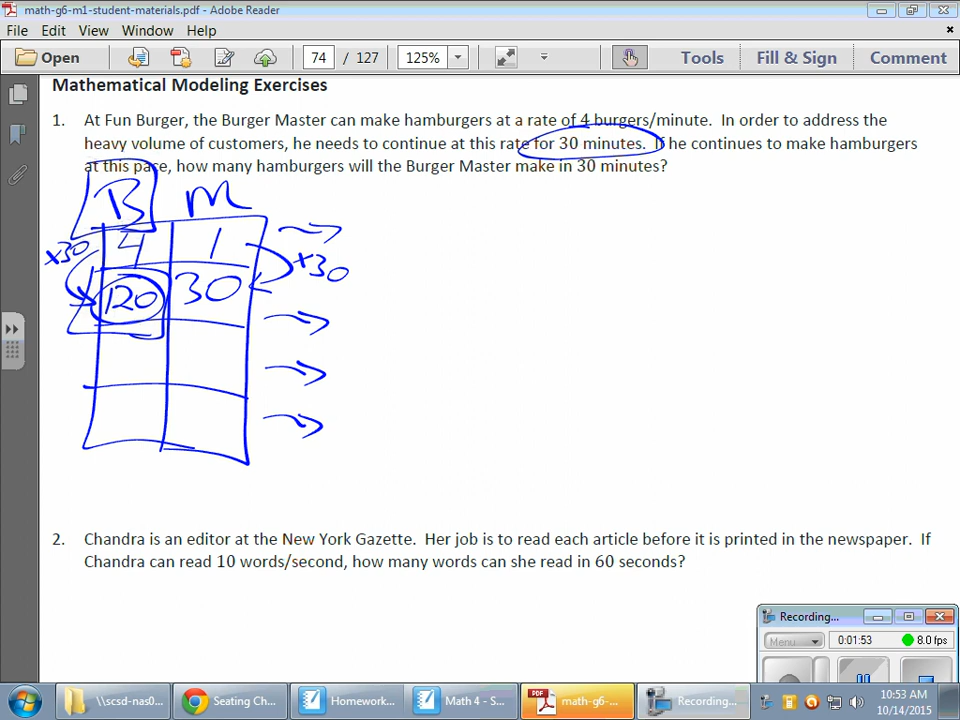 math-g6-m1-student-materials.pdf - Adobe Reader
File Edit View Window Help
Open 74 / 127 125% Tools Fill & Sign Comment
Mathematical Modeling Exercises
1. At Fun Burger, the Burger Master can make hamburgers at a rate of 4 burgers/minute. In order to address the
heavy volume of customers, he needs to continue at this rate for 30 minutes. If he continues to make hamburgers
at this pace, how many hamburgers will the Burger Master make in 30 minutes?
B M
x30 4 1 x30
120 30
2. Chandra is an editor at the New York Gazette. Her job is to read each article before it is printed in the newspaper. If
Chandra can read 10 words/second, how many words can she read in 60 seconds?
Recording...
Menu 0:01:53 8.0 fps
\\scsd-nas0... Seating Ch... Homework... Math 4 - S... math-g6-... Recording... 10:53 AM
10/14/2015